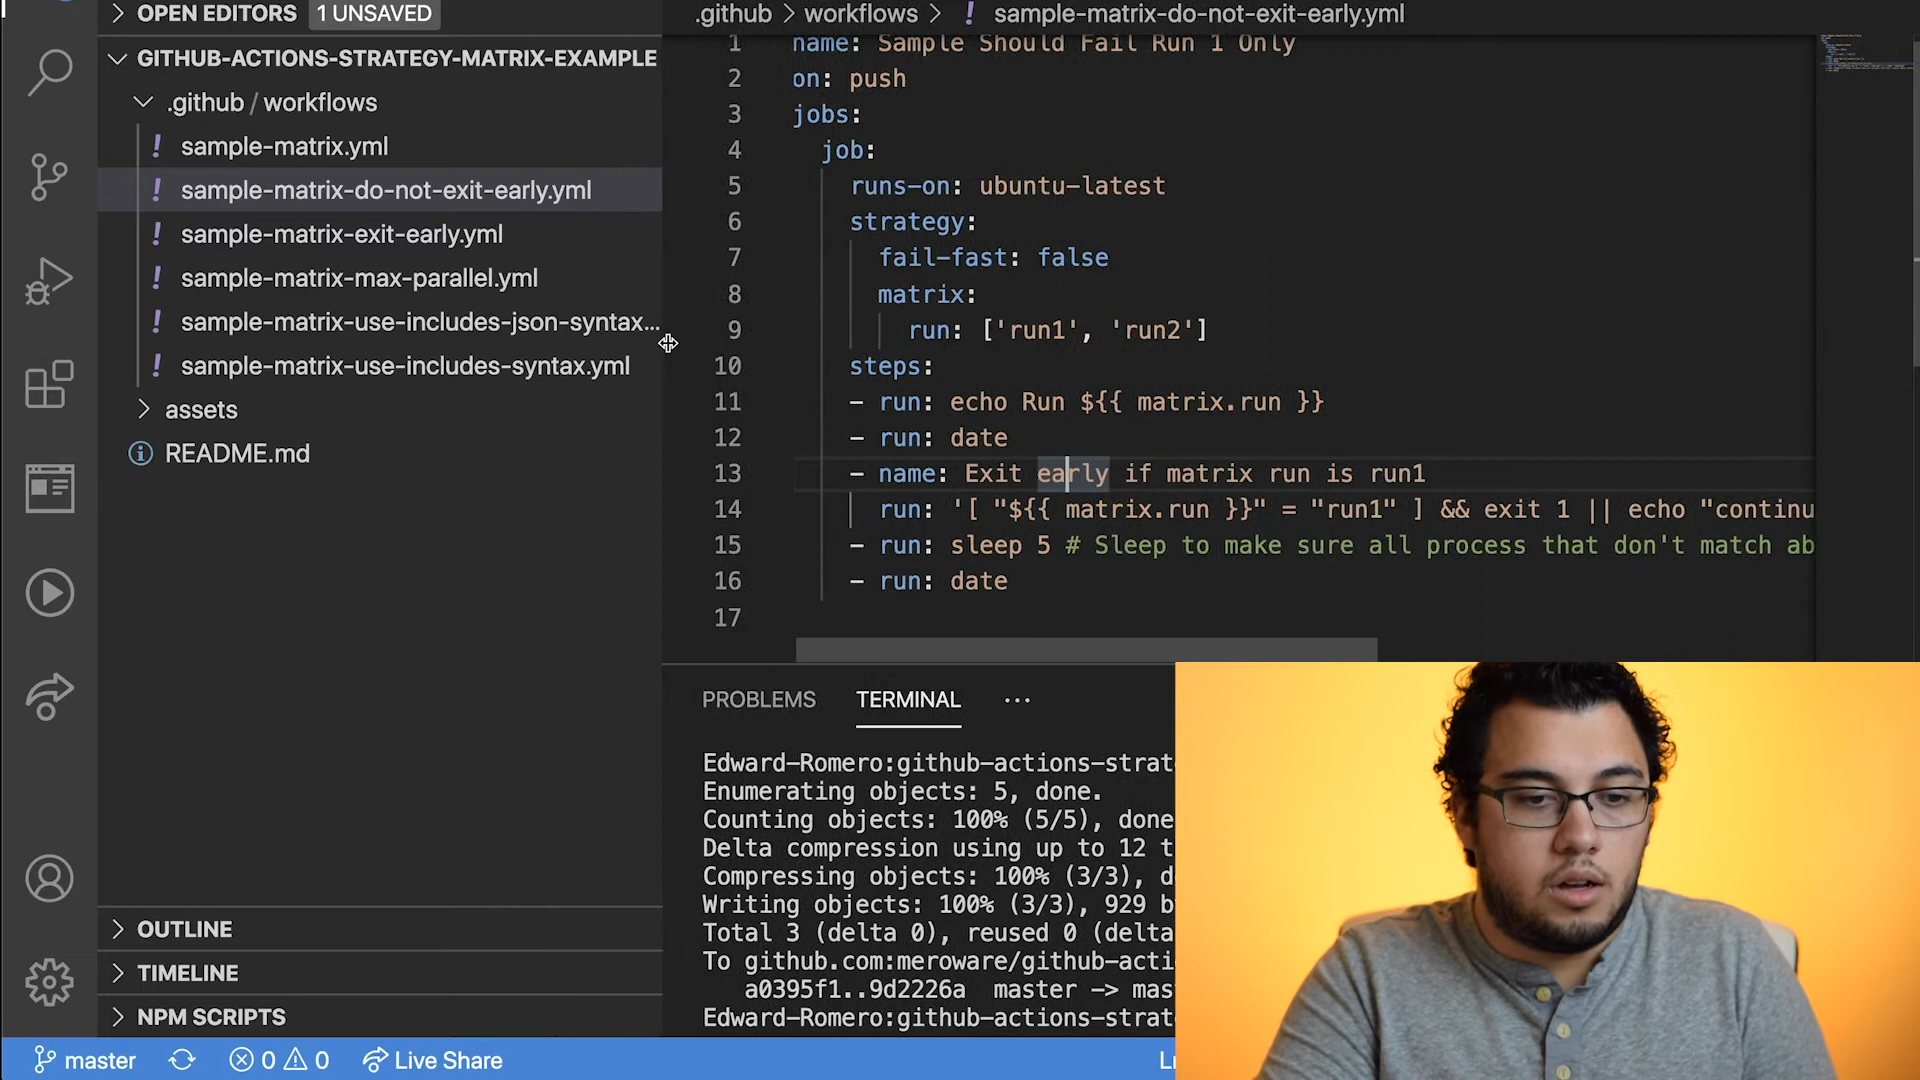 OPEN EDITORS 1 UNSAVED
GITHUB-ACTIONS-STRATEGY-MATRIX-EXAMPLE
.github / workflows
! sample-matrix.yml
! sample-matrix-do-not-exit-early.yml
! sample-matrix-exit-early.yml
! sample-matrix-max-parallel.yml
! sample-matrix-use-includes-json-syntax...
! sample-matrix-use-includes-syntax.yml
assets
README.md
OUTLINE
TIMELINE
NPM SCRIPTS
.github > workflows > ! sample-matrix-do-not-exit-early.yml
1 name: Sample Should Fail Run 1 Only
2 on: push
3 jobs:
4 job:
5 runs-on: ubuntu-latest
6 strategy:
7 fail-fast: false
8 matrix:
9 run: ['run1', 'run2']
10 steps:
11 - run: echo Run ${{ matrix.run }}
12 - run: date
13 - name: Exit early if matrix run is run1
14 run: '[ "${{ matrix.run }}" = "run1" ] && exit 1 || echo "continu
15 - run: sleep 5 # Sleep to make sure all process that don't match ab
16 - run: date
17
PROBLEMS TERMINAL ...
Edward-Romero:github-actions-strat
Enumerating objects: 5, done.
Counting objects: 100% (5/5), done
Delta compression using up to 12 t
Compressing objects: 100% (3/3), d
Writing objects: 100% (3/3), 929 b
Total 3 (delta 0), reused 0 (delta
To github.com:meroware/github-acti
a0395f1..9d2226a master -> mas
Edward-Romero:github-actions-strat
master 0 0 Live Share L